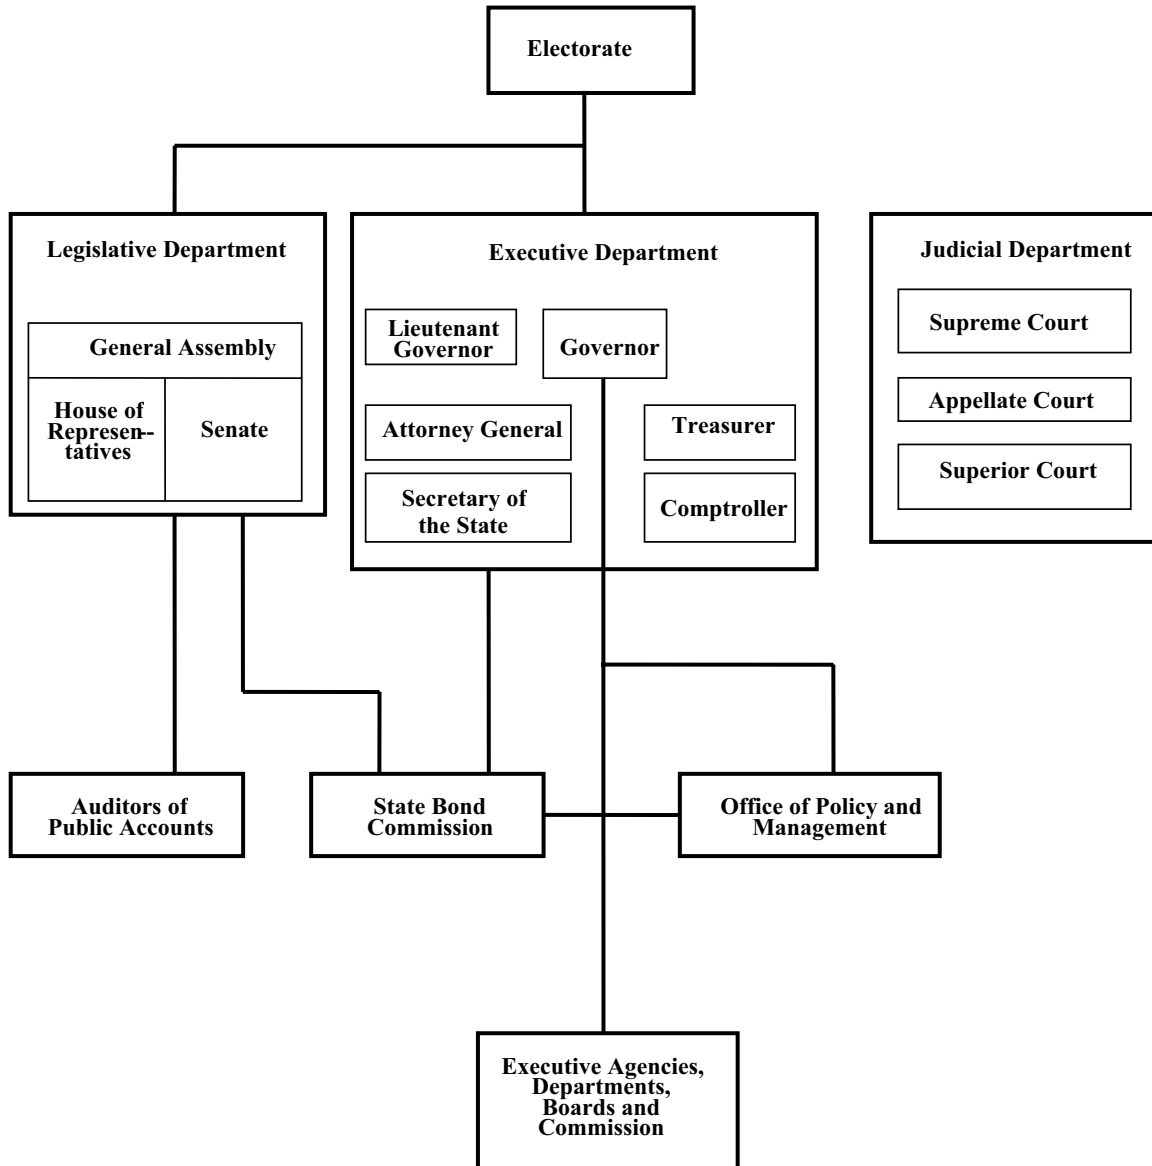 Electorate
Legislative Department
General Assembly
House of
Represen--
tatives
Senate
Executive Department
Lieutenant
Governor
Governor
Attorney General
Treasurer
Secretary of
the State
Comptroller
Judicial Department
Supreme Court
Appellate Court
Superior Court
Auditors of
Public Accounts
State Bond
Commission
Office of Policy and
Management
Executive Agencies,
Departments,
Boards and
Commission